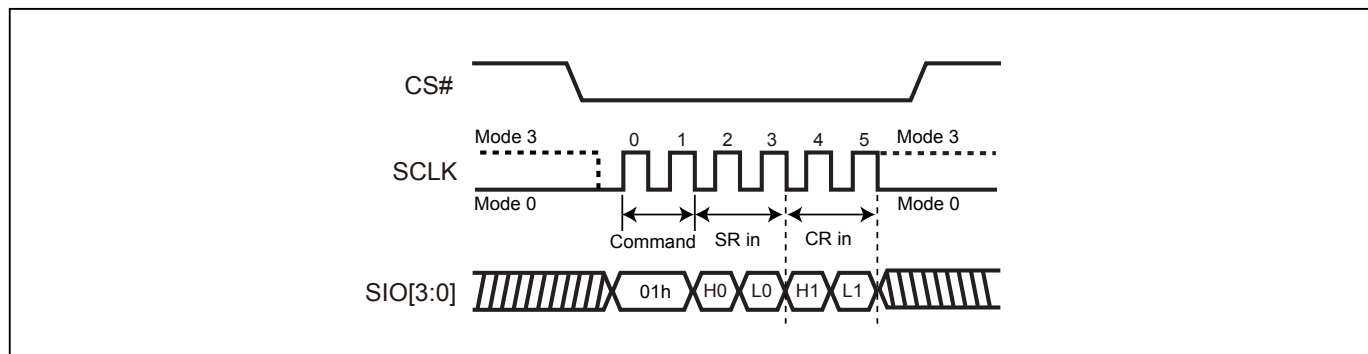 CS#
Mode 3 0 1 2 3 4 5 Mode 3
SCLK
Mode 0 Mode 0
Command SR in CR in
SIO[3:0] 01h H0 L0 H1 L1